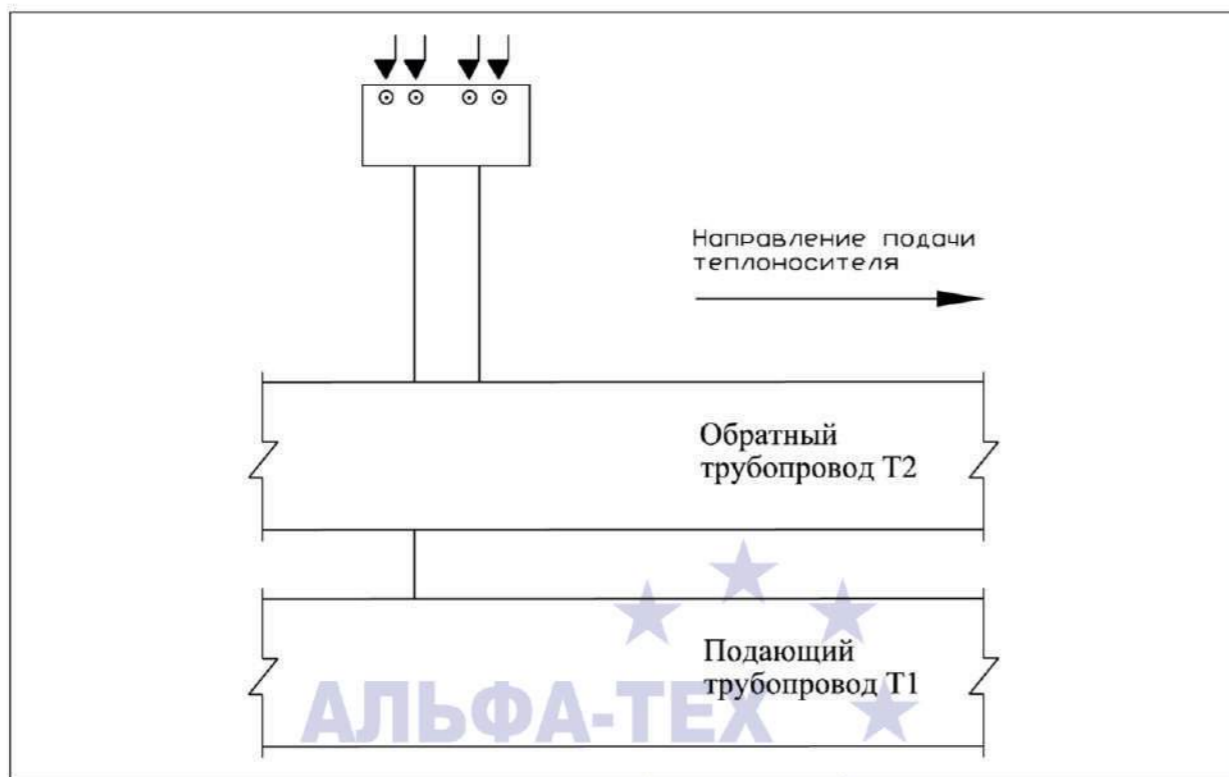 Направление подачи
теплоносителя
Обратный
трубопровод Т2
Подающий
трубопровод Т1
АЛЬФА-ТЕХ